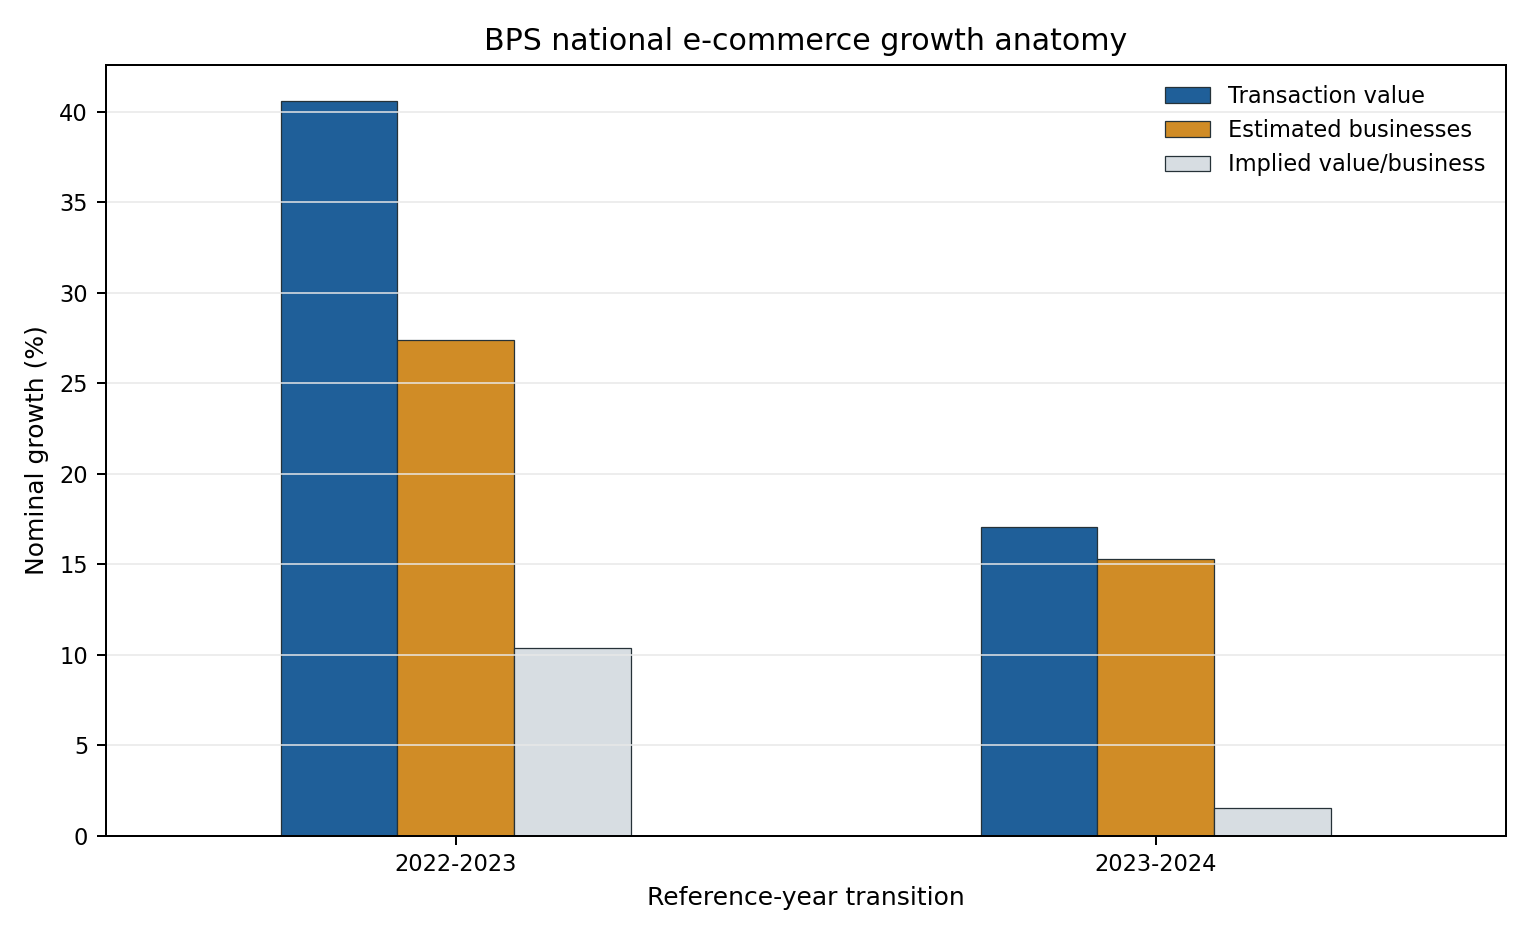 BPS national e-commerce growth anatomy
Transaction value
Estimated businesses
Implied value/business
Nominal growth (%)
40
35
30
25
20
15
10
5
0
2022-2023
2023-2024
Reference-year transition